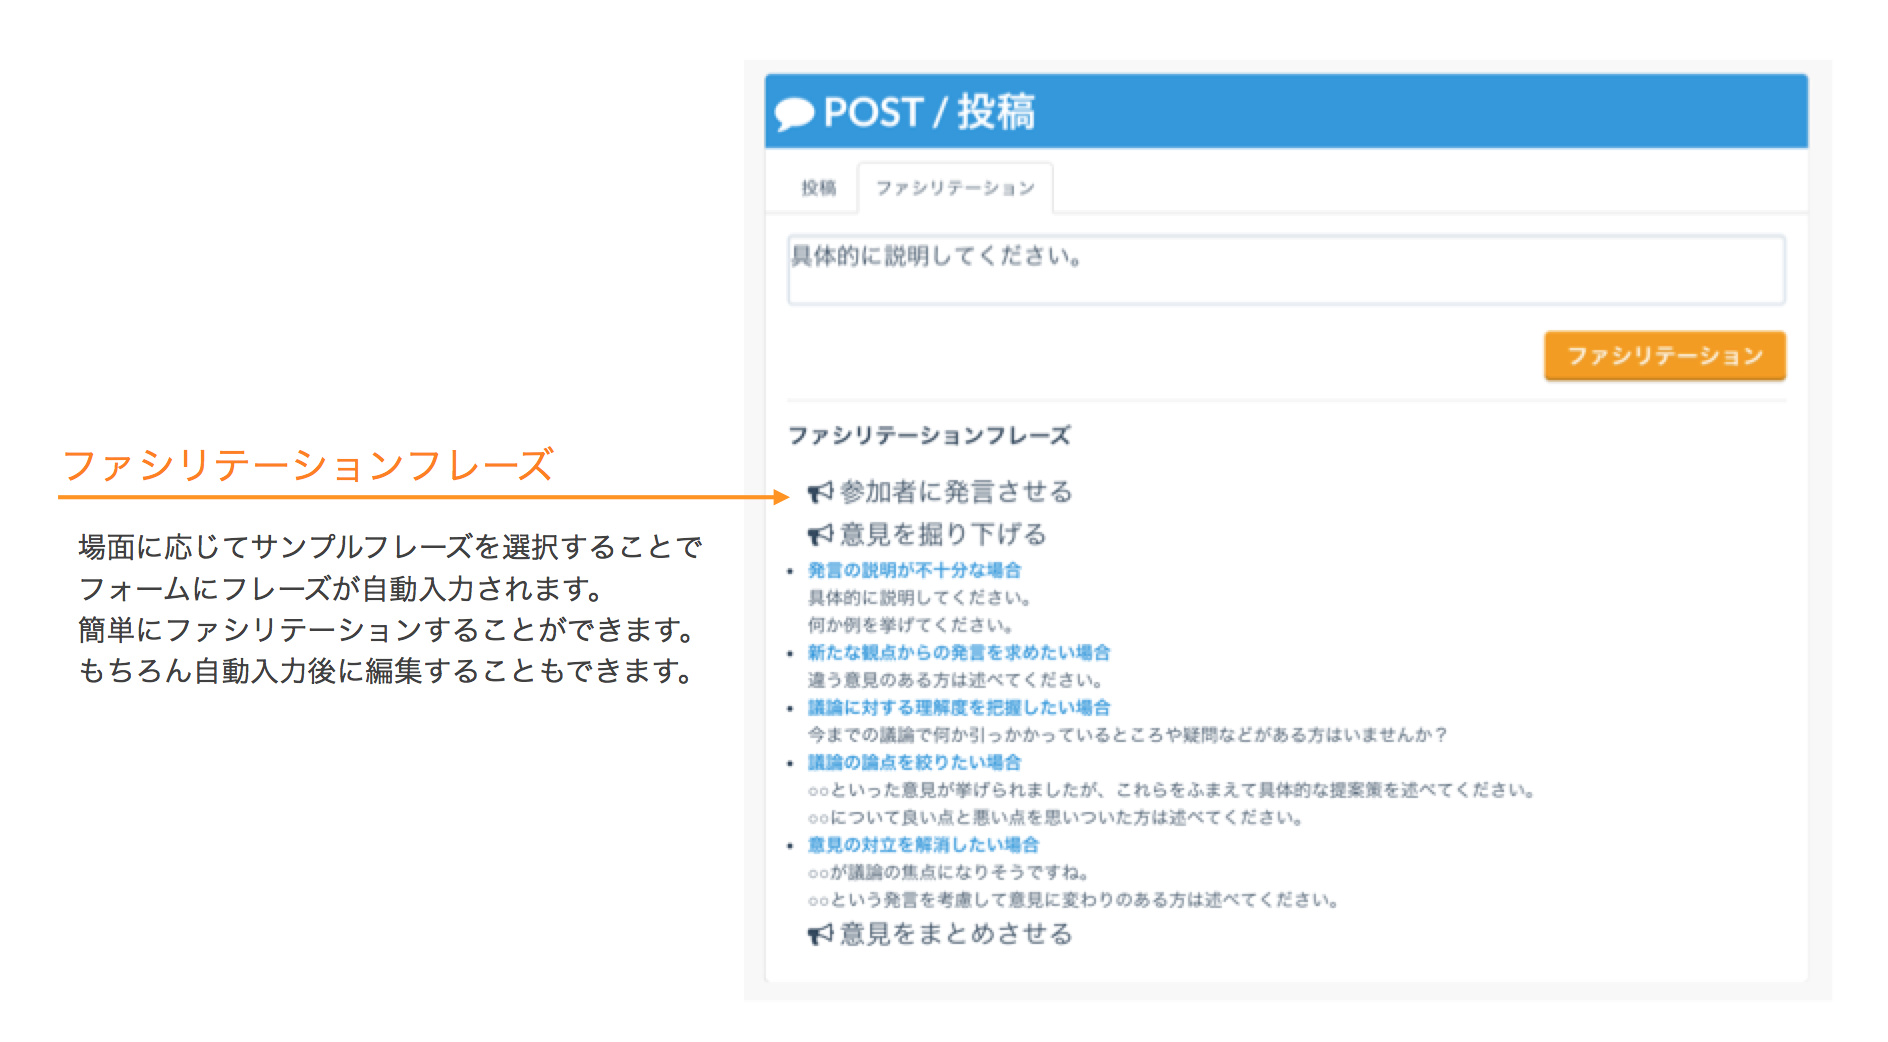 ファシリテーションフレーズ
場面に応じてサンプルフレーズを選択することで
フォームにフレーズが自動入力されます。
簡単にファシリテーションすることができます。
もちろん自動入力後に編集することもできます。
POST / 投稿
投稿
ファシリテーション
具体的に説明してください。
ファシリテーション
ファシリテーションフレーズ
参加者に発言させる
意見を掘り下げる
• 発言の説明が不十分な場合
具体的に説明してください。
何か例を挙げてください。
• 新たな観点からの発言を求めたい場合
違う意見のある方は述べてください。
• 議論に対する理解度を把握したい場合
今までの議論で何か引っかかっているところや疑問などがある方はいませんか？
• 議論の論点を絞りたい場合
○○といった意見が挙げられましたが、これらをふまえて具体的な提案策を述べてください。
○○について良い点と悪い点を思いついた方は述べてください。
• 意見の対立を解消したい場合
○○が議論の焦点になりそうですね。
○○という発言を考慮して意見に変わりのある方は述べてください。
意見をまとめさせる